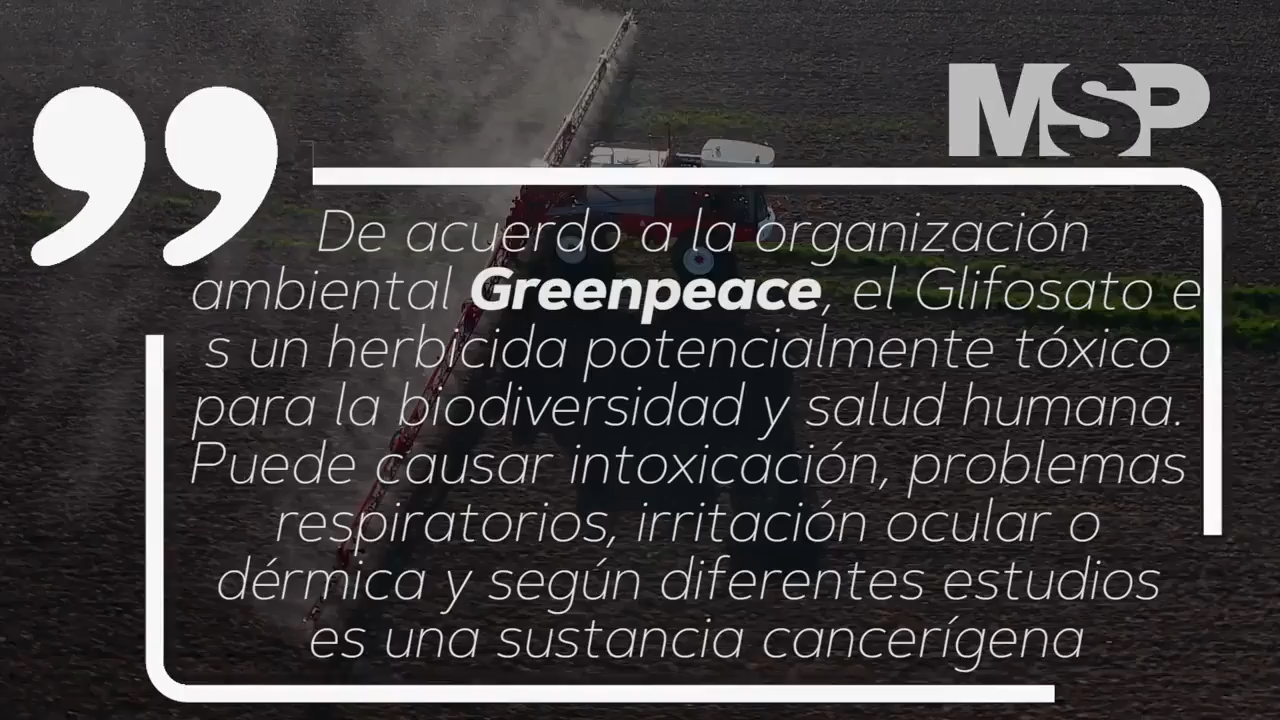 MSP
De acuerdo a la organización
ambiental Greenpeace, el Glifosato e
s un herbicida potencialmente tóxico
para la biodiversidad y salud humana.
Puede causar intoxicación, problemas
respiratorios, irritación ocular o
dérmica y según diferentes estudios
es una sustancia cancerígena